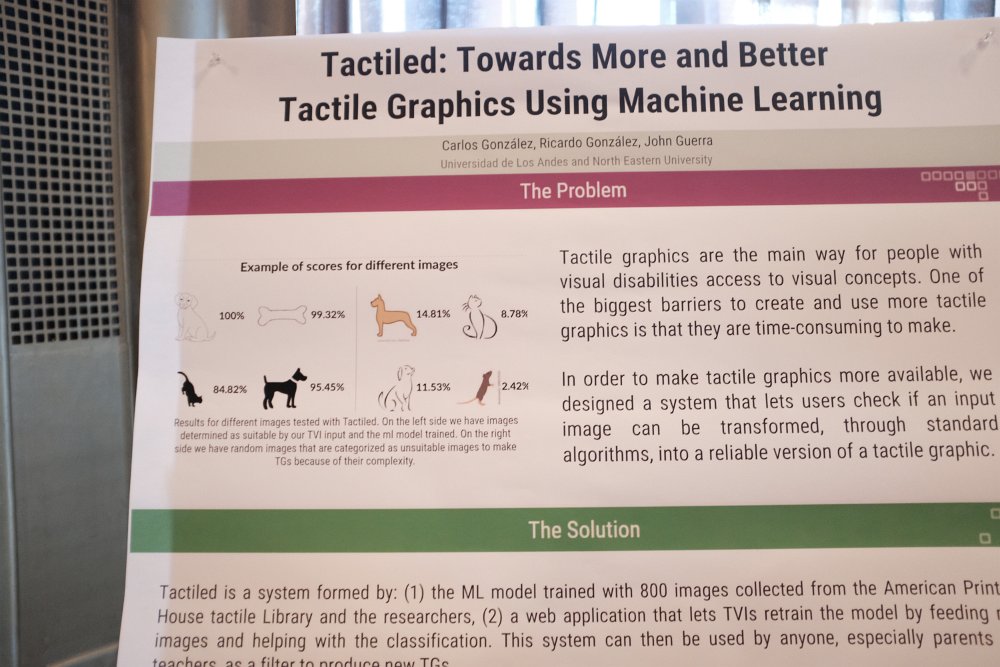 Tactiled: Towards More and Better
Tactile Graphics Using Machine Learning
Carlos González, Ricardo González, John Guerra
Universidad de Los Andes and North Eastern University
The Problem
Example of scores for different images
100% 99.32% 14.81% 8.78%
84.82% 95.45% 11.53% 2.42%
Results for different images tested with Tactiled. On the left side we have images
determined as suitable by our TVI input and the ml model trained. On the right
side we have random images that are categorized as unsuitable images to make
TGs because of their complexity.
Tactile graphics are the main way for people with
visual disabilities access to visual concepts. One of
the biggest barriers to create and use more tactile
graphics is that they are time-consuming to make.
In order to make tactile graphics more available, we
designed a system that lets users check if an input
image can be transformed, through standard
algorithms, into a reliable version of a tactile graphic.
The Solution
Tactiled is a system formed by: (1) the ML model trained with 800 images collected from the American Print
House tactile Library and the researchers, (2) a web application that lets TVIs retrain the model by feeding
images and helping with the classification. This system can then be used by anyone, especially parents
teachers, as a filter to produce new TGs.